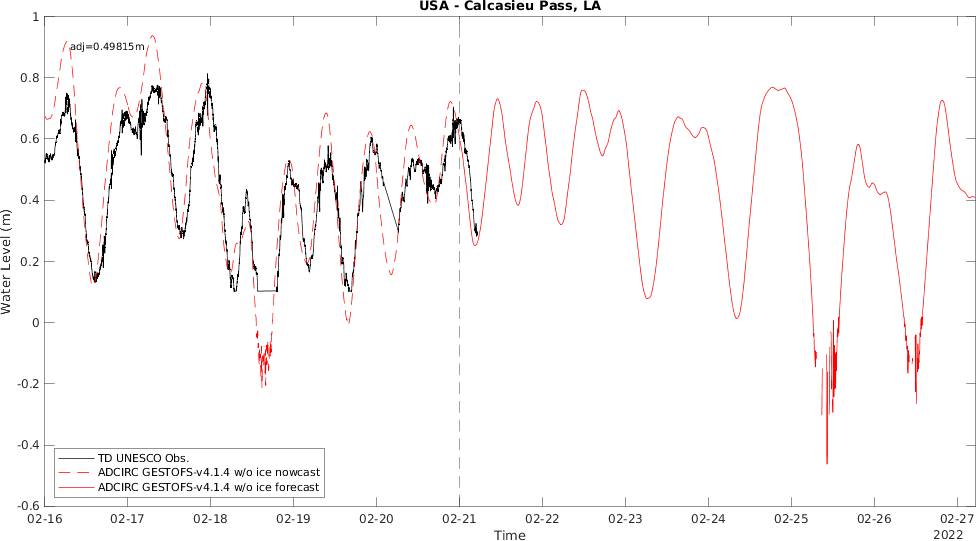 USA - Calcasieu Pass, LA
1
adj=0.49815m
0.8
0.6
0.4
0.2
0
-0.2
-0.4
-0.6
Water Level (m)
TD UNESCO Obs.
ADCIRC GESTOFS-v4.1.4 w/o ice nowcast
ADCIRC GESTOFS-v4.1.4 w/o ice forecast
02-16 02-17 02-18 02-19 02-20 02-21 02-22 02-23 02-24 02-25 02-26 02-27
Time
2022